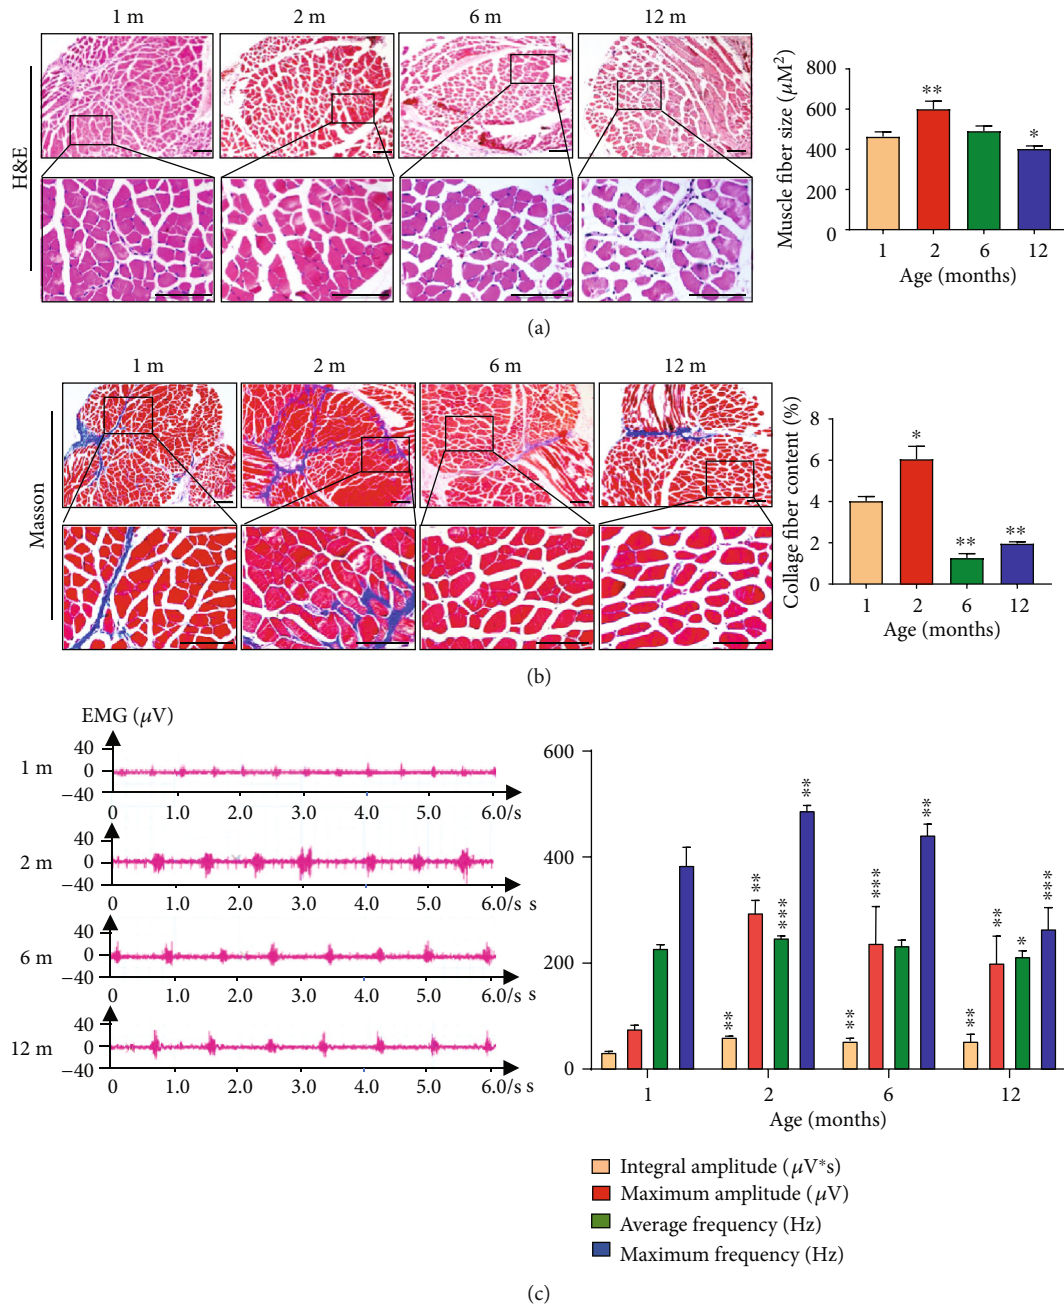 1 m 2 m 6 m 12 m
H&E
Muscle fiber size (μM²)
800
600
400
200
0
** *
1 2 6 12
Age (months)
(a)
1 m 2 m 6 m 12 m
Masson
Collage fiber content (%)
8
6
4
2
0
* ** **
1 2 6 12
Age (months)
(b)
EMG (μV)
1 m
40
0
−40
0 1.0 2.0 3.0 4.0 5.0 6.0/s
2 m
40
0
−40
0 1.0 2.0 3.0 4.0 5.0 6.0/s s
6 m
40
0
−40
0 1.0 2.0 3.0 4.0 5.0 6.0/s s
12 m
40
0
−40
0 1.0 2.0 3.0 4.0 5.0 6.0/s s
600
400
200
0
** ** *** **
** *** **
** ** * ***
1 2 6 12
Age (months)
Integral amplitude (μV*s)
Maximum amplitude (μV)
Average frequency (Hz)
Maximum frequency (Hz)
(c)